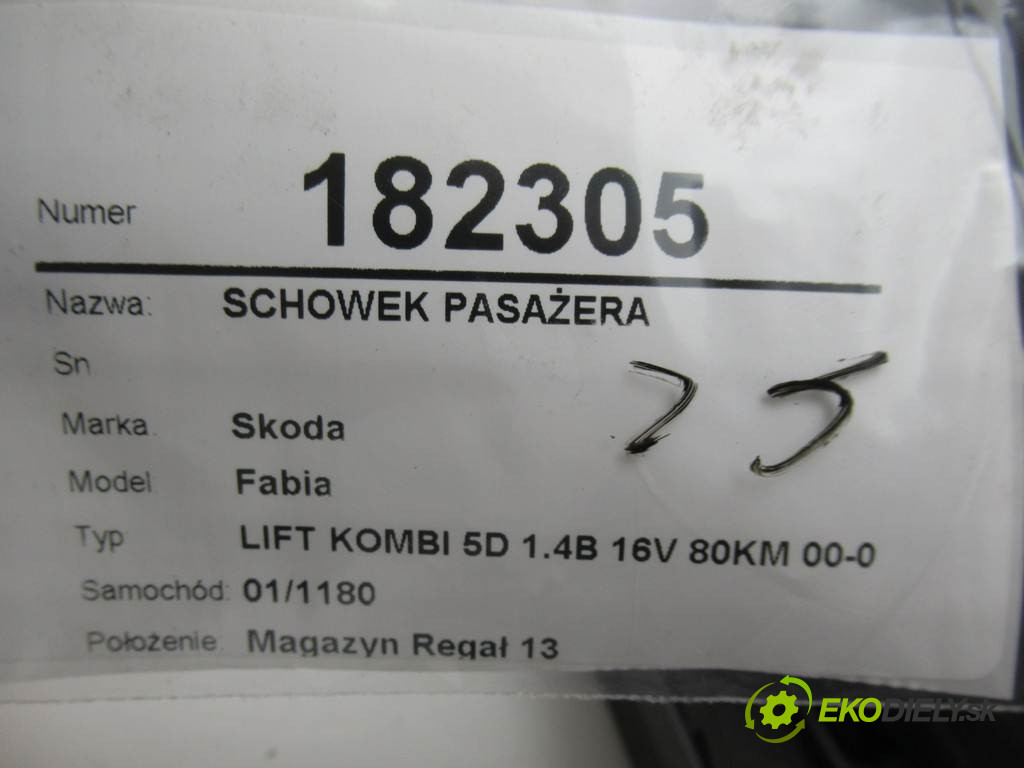 Numer 182305
Nazwa: SCHOWEK PASAŻERA
Sn
Marka Skoda
Model Fabia
Typ LIFT KOMBI 5D 1.4B 16V 80KM 00-0
Samochód: 01/1180
Położenie: Magazyn Regał 13
EKODIELY.sk